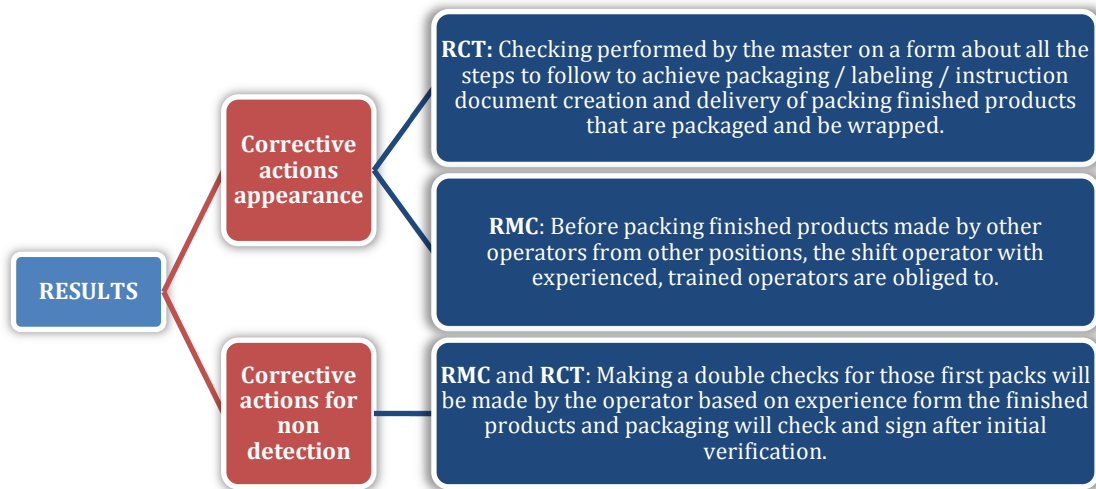 RESULTS
Corrective
actions
appearance
RCT: Checking performed by the master on a form about all the
steps to follow to achieve packaging / labeling / instruction
document creation and delivery of packing finished products
that are packaged and be wrapped.
RMC: Before packing finished products made by other
operators from other positions, the shift operator with
experienced, trained operators are obliged to.
Corrective
actions for
non
detection
RMC and RCT: Making a double checks for those first packs will
be made by the operator based on experience form the finished
products and packaging will check and sign after initial
verification.